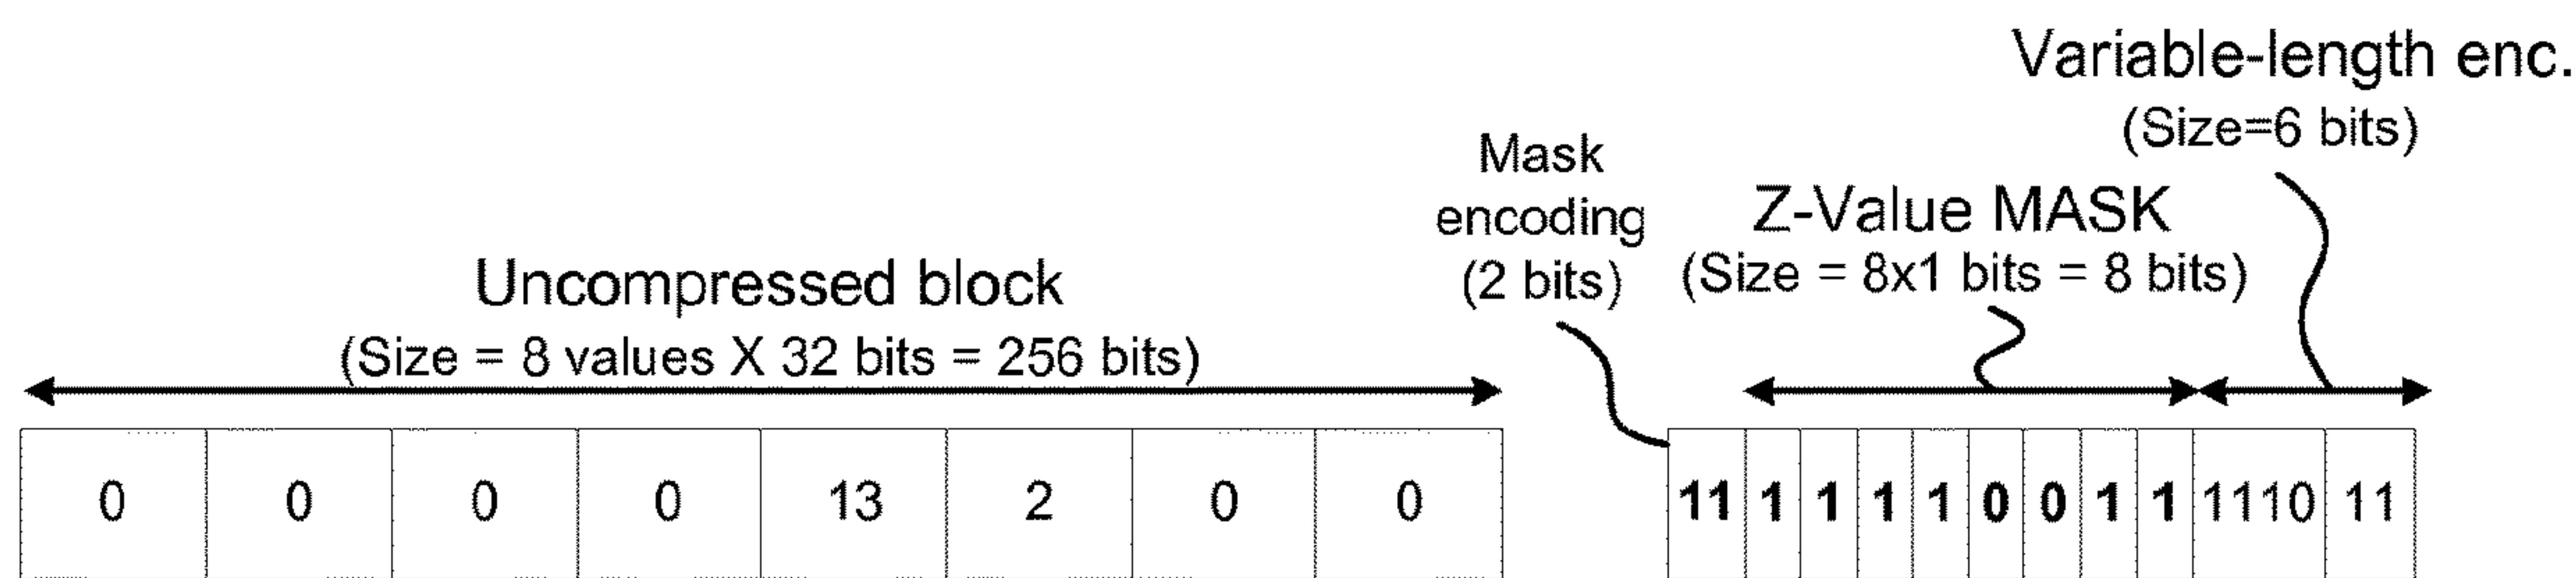 Variable-length enc.
(Size=6 bits)
Mask
encoding
(2 bits)
Z-Value MASK
(Size = 8x1 bits = 8 bits)
Uncompressed block
(Size = 8 values X 32 bits = 256 bits)
0 0 0 0 13 2 0 0
11 1 1 1 1 0 0 1 1 1110 11